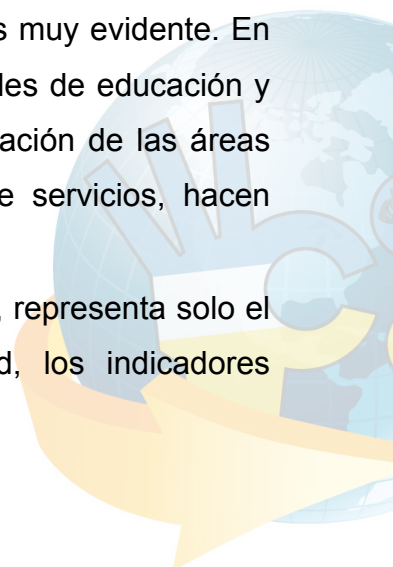 s muy evidente. En
les de educación y
ación de las áreas
e servicios, hacen
, representa solo el
d, los indicadores